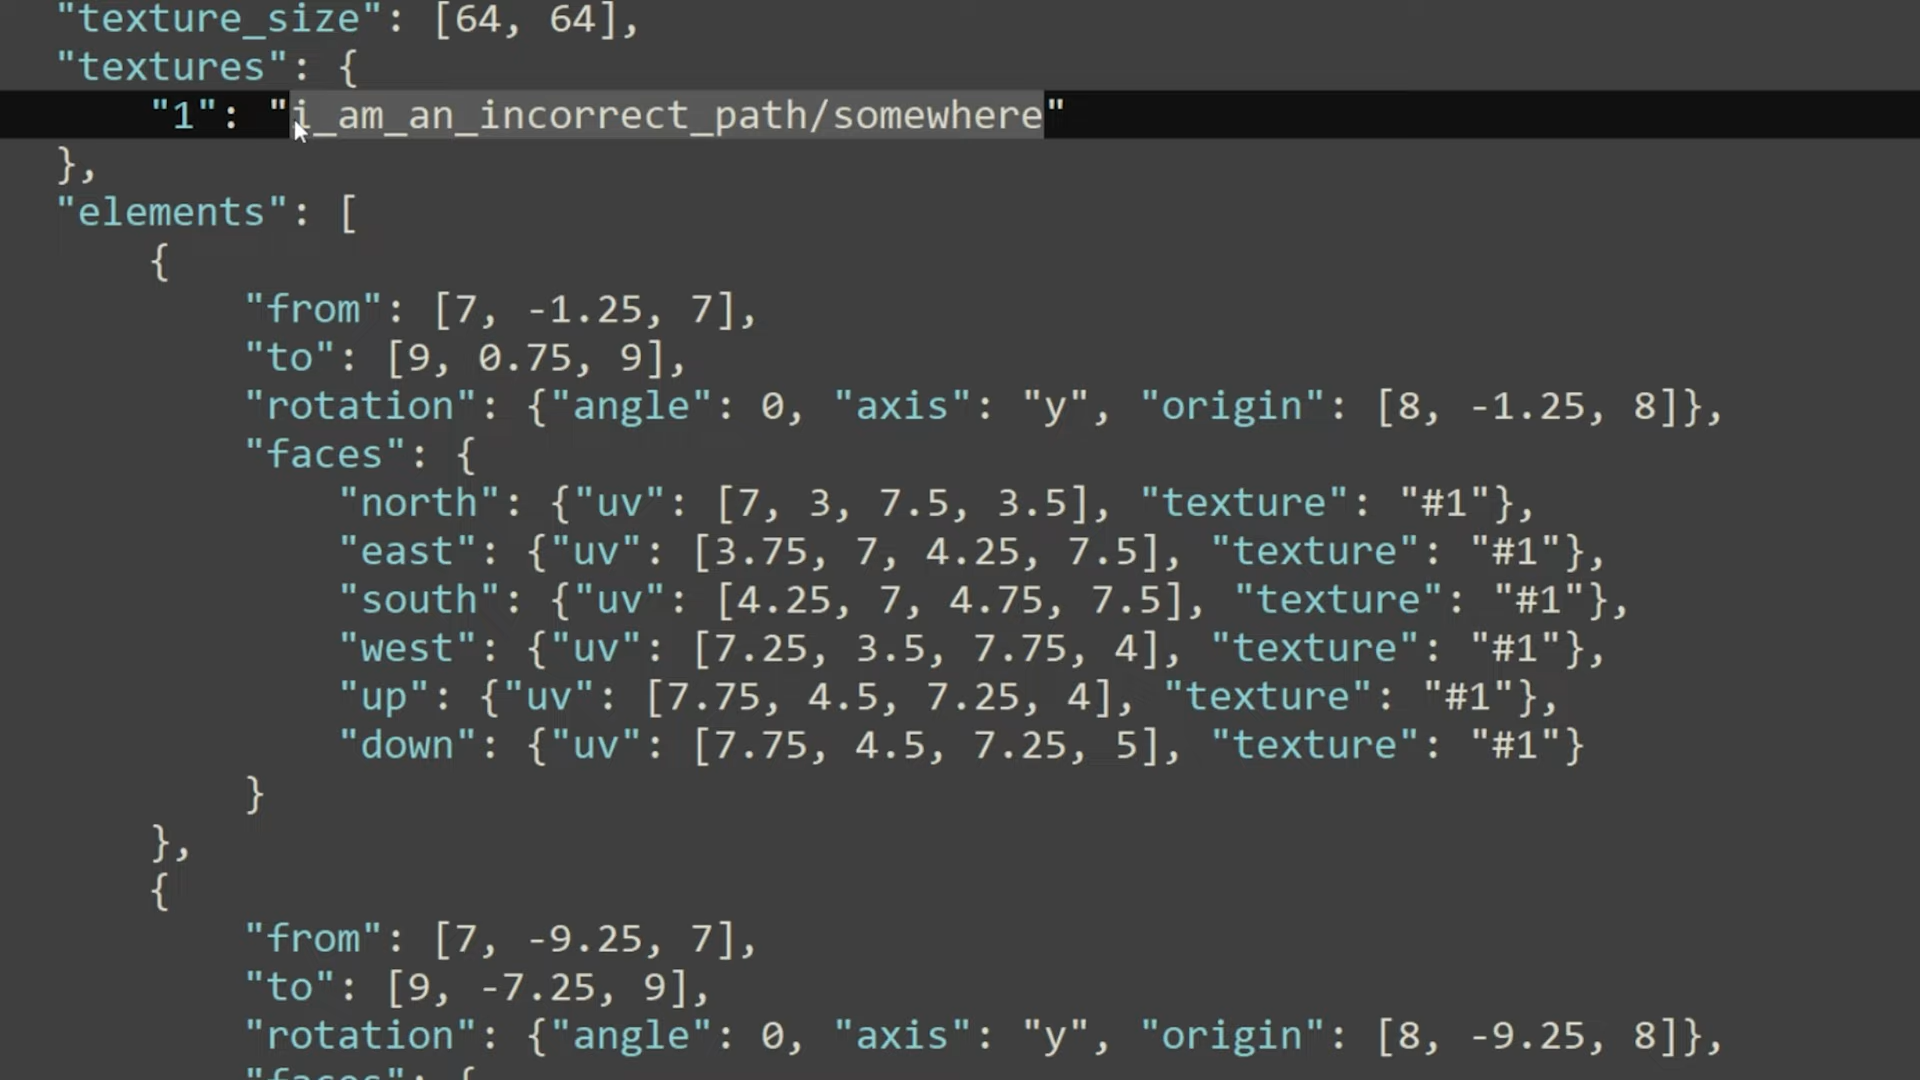 "texture_size": [64, 64],
"textures": {
"1": "i_am_an_incorrect_path/somewhere"
},
"elements": [
{
"from": [7, -1.25, 7],
"to": [9, 0.75, 9],
"rotation": {"angle": 0, "axis": "y", "origin": [8, -1.25, 8]},
"faces": {
"north": {"uv": [7, 3, 7.5, 3.5], "texture": "#1"},
"east": {"uv": [3.75, 7, 4.25, 7.5], "texture": "#1"},
"south": {"uv": [4.25, 7, 4.75, 7.5], "texture": "#1"},
"west": {"uv": [7.25, 3.5, 7.75, 4], "texture": "#1"},
"up": {"uv": [7.75, 4.5, 7.25, 4], "texture": "#1"},
"down": {"uv": [7.75, 4.5, 7.25, 5], "texture": "#1"}
}
},
{
"from": [7, -9.25, 7],
"to": [9, -7.25, 9],
"rotation": {"angle": 0, "axis": "y", "origin": [8, -9.25, 8]},
"faces": {